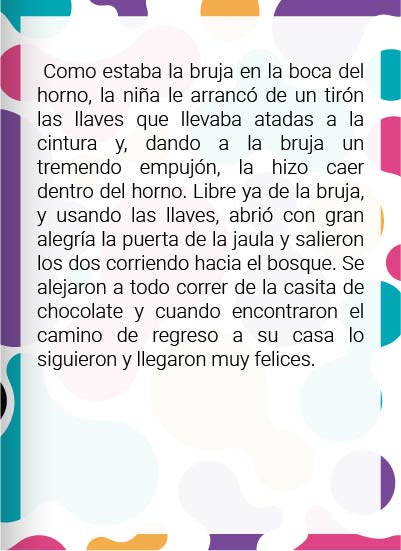 Como estaba la bruja en la boca del
horno, la niña le arrancó de un tirón
las llaves que llevaba atadas a la
cintura y, dando a la bruja un
tremendo empujón, la hizo caer
dentro del horno. Libre ya de la bruja,
y usando las llaves, abrió con gran
alegría la puerta de la jaula y salieron
los dos corriendo hacia el bosque. Se
alejaron a todo correr de la casita de
chocolate y cuando encontraron el
camino de regreso a su casa lo
siguieron y llegaron muy felices.